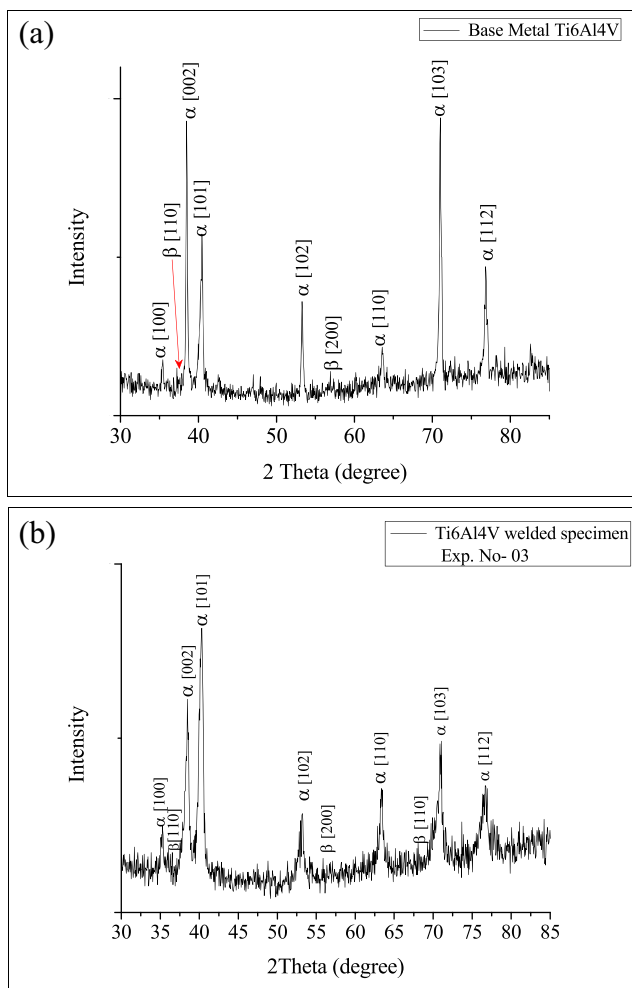 (a)
Base Metal Ti6Al4V
Intensity
α [100]
β [110]
α [002]
α [101]
α [102]
β [200]
α [110]
α [103]
α [112]
30 40 50 60 70 80
2 Theta (degree)
(b)
Ti6Al4V welded specimen
Exp. No- 03
Intensity
α [100]
β [110]
α [002]
α [101]
α [102]
β [200]
α [110]
β [110]
α [103]
α [112]
30 35 40 45 50 55 60 65 70 75 80 85
2Theta (degree)